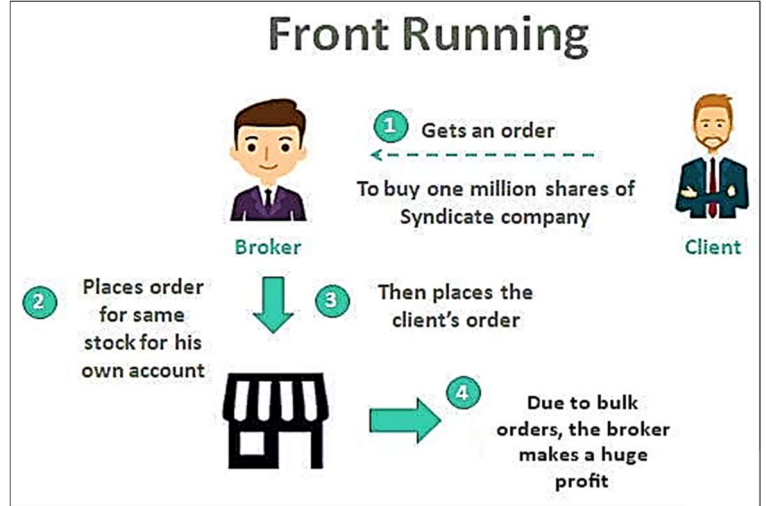 Front Running
1
Gets an order
To buy one million shares of
Syndicate company
Broker
Client
2
Places order
for same
stock for his
own account
3
Then places the
client's order
4
Due to bulk
orders, the broker
makes a huge
profit